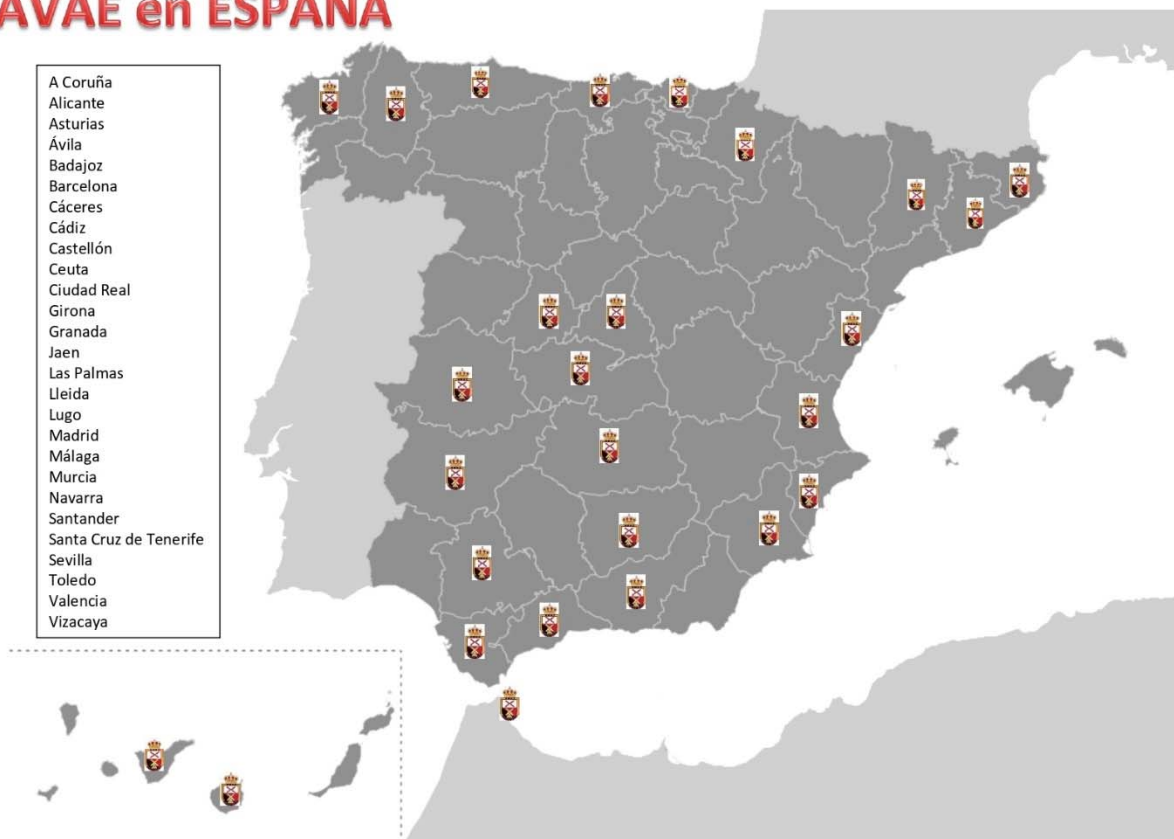 AVAE en ESPAÑA
A Coruña
Alicante
Asturias
Ávila
Badajoz
Barcelona
Cáceres
Cádiz
Castellón
Ceuta
Ciudad Real
Girona
Granada
Jaen
Las Palmas
Lleida
Lugo
Madrid
Málaga
Murcia
Navarra
Santander
Santa Cruz de Tenerife
Sevilla
Toledo
Valencia
Vizacaya